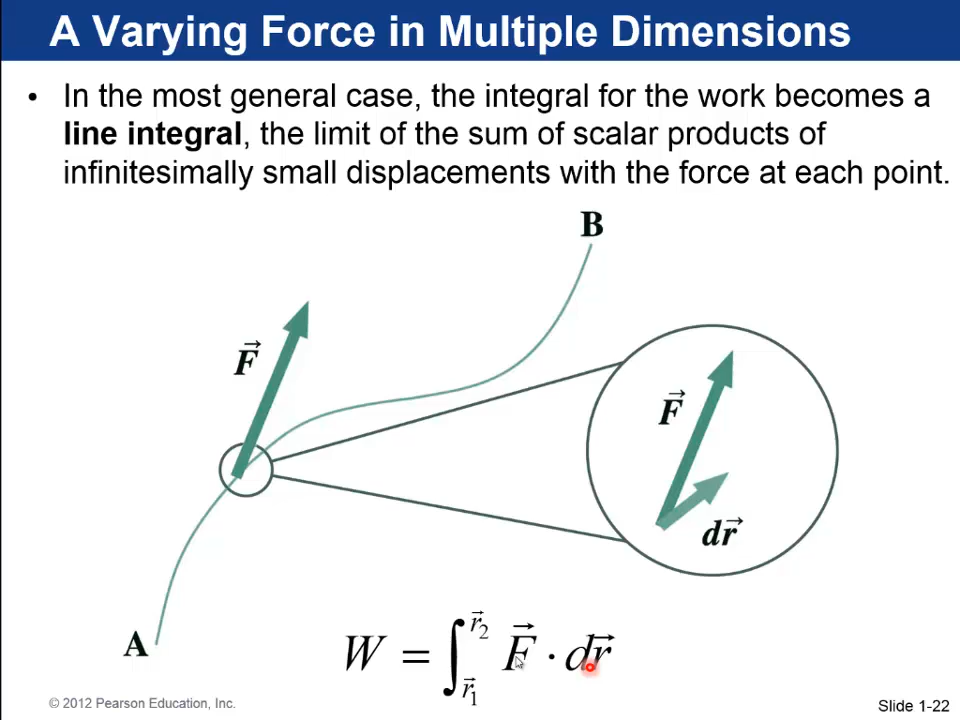 A Varying Force in Multiple Dimensions
• In the most general case, the integral for the work becomes a
line integral, the limit of the sum of scalar products of
infinitesimally small displacements with the force at each point.
B
F⃗
F⃗
dr⃗
A
W = ∫_{r⃗₁}^{r⃗₂} F⃗ · dr⃗
© 2012 Pearson Education, Inc.
Slide 1-22